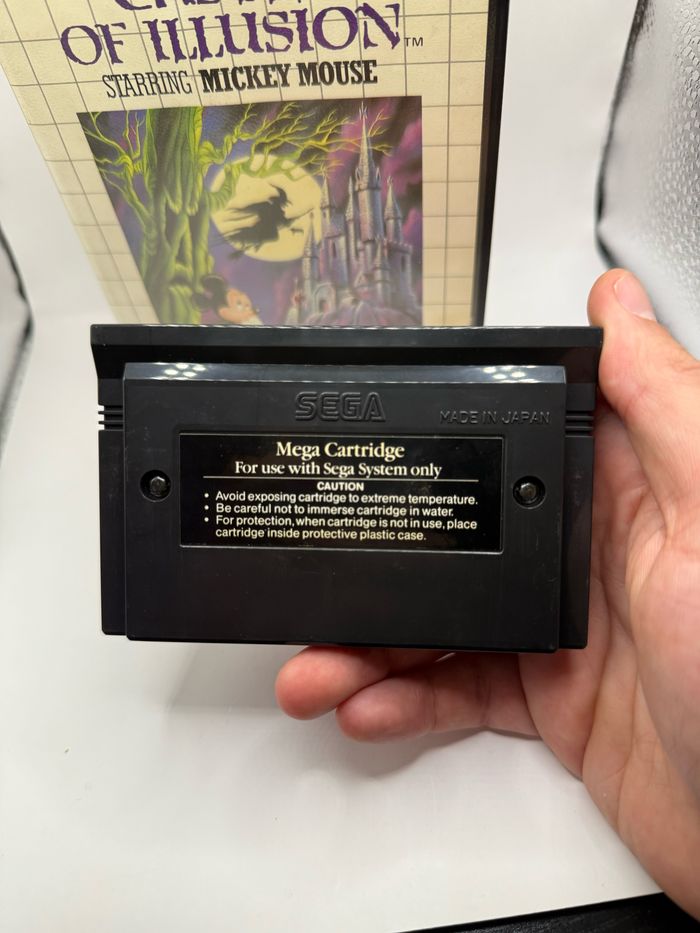 OF ILLUSION™
STARRING MICKEY MOUSE
SEGA
MADE IN JAPAN
Mega Cartridge
For use with Sega System only
CAUTION
• Avoid exposing cartridge to extreme temperature.
• Be careful not to immerse cartridge in water.
• For protection, when cartridge is not in use, place
cartridge inside protective plastic case.